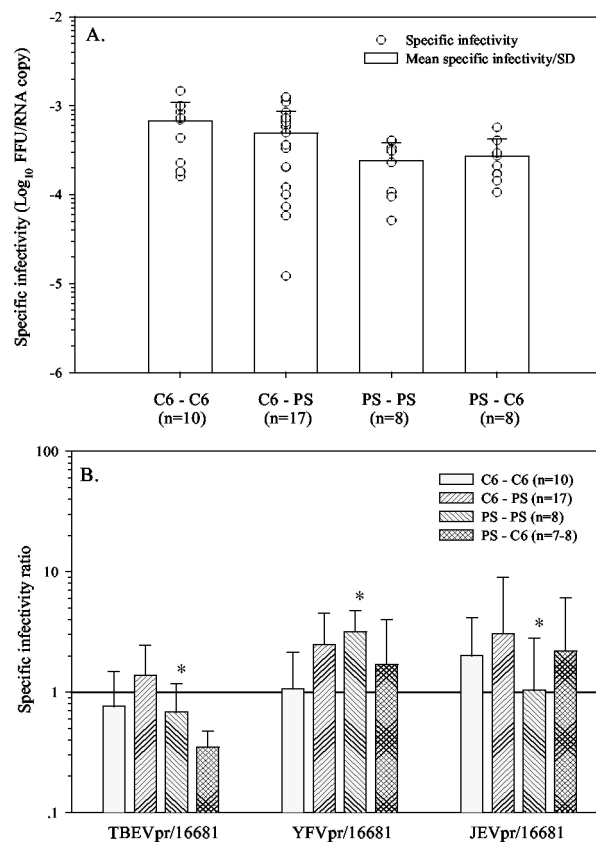 A.
Specific infectivity
Mean specific infectivity/SD
Specific infectivity (Log10 FFU/RNA copy)
-2
-3
-4
-5
-6
C6 - C6
(n=10)
C6 - PS
(n=17)
PS - PS
(n=8)
PS - C6
(n=8)
B.
C6 - C6 (n=10)
C6 - PS (n=17)
PS - PS (n=8)
PS - C6 (n=7-8)
Specific infectivity ratio
100
10
1
.1
*
*
*
TBEVpr/16681
YFVpr/16681
JEVpr/16681